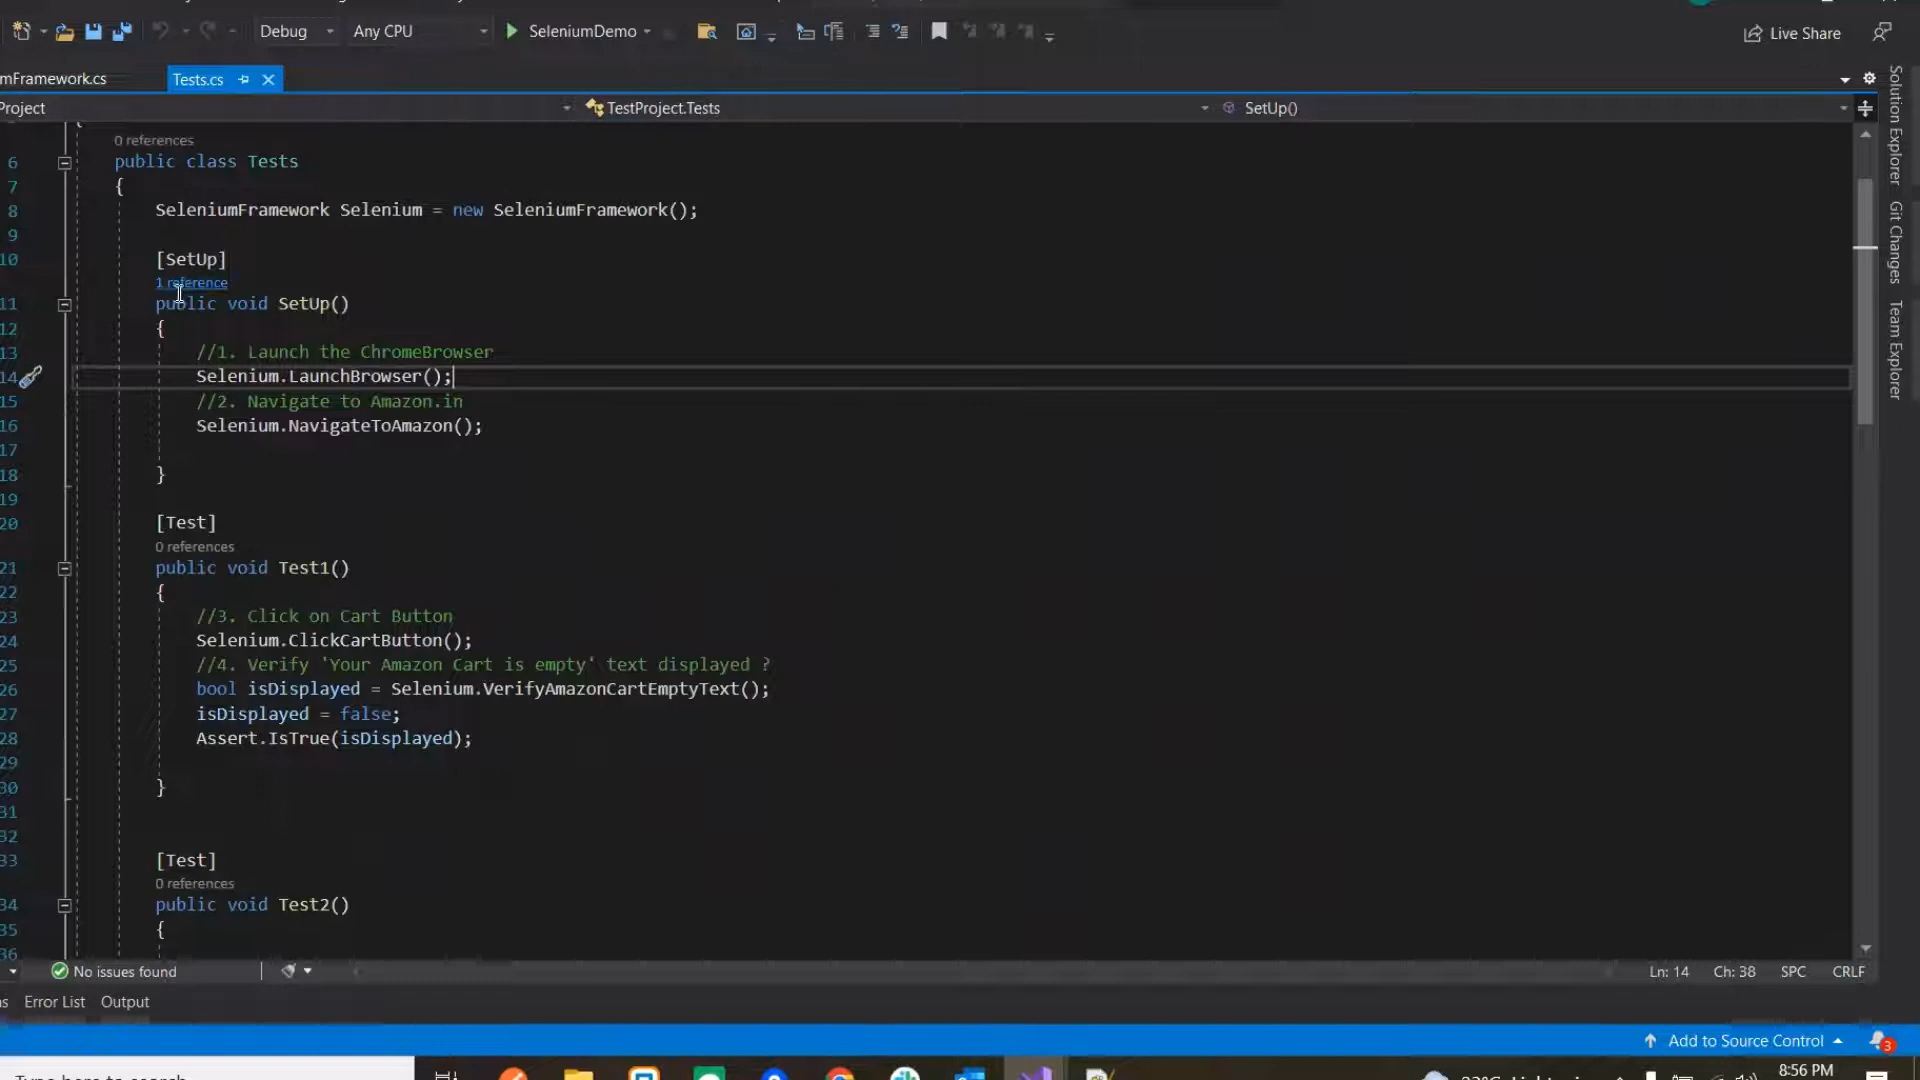 Debug Any CPU SeleniumDemo Live Share
mFramework.cs Tests.cs
Project TestProject.Tests SetUp()
0 references
6 public class Tests
7 {
8 SeleniumFramework Selenium = new SeleniumFramework();
9
10 [SetUp]
1 reference
11 public void SetUp()
12 {
13 //1. Launch the ChromeBrowser
14 Selenium.LaunchBrowser();
15 //2. Navigate to Amazon.in
16 Selenium.NavigateToAmazon();
17
18 }
19
20 [Test]
0 references
21 public void Test1()
22 {
23 //3. Click on Cart Button
24 Selenium.ClickCartButton();
25 //4. Verify 'Your Amazon Cart is empty' text displayed ?
26 bool isDisplayed = Selenium.VerifyAmazonCartEmptyText();
27 isDisplayed = false;
28 Assert.IsTrue(isDisplayed);
29
30 }
31
32
33 [Test]
0 references
34 public void Test2()
35 {
36
Solution Explorer
Git Changes
Team Explorer
No issues found Ln: 14 Ch: 38 SPC CRLF
Error List Output
Add to Source Control 3
Type here to search
8:56 PM